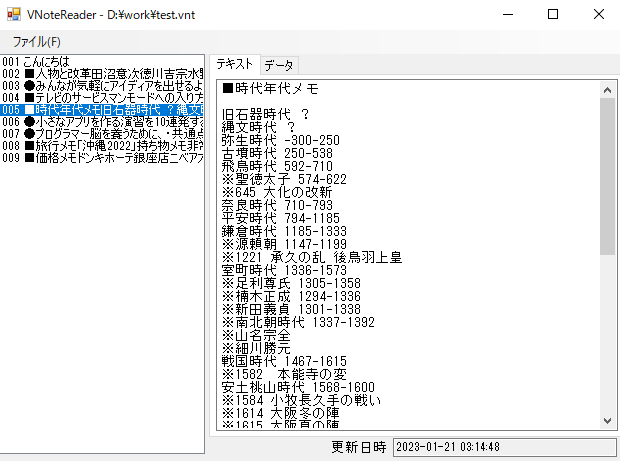 VNoteReader - D:¥work¥test.vnt
ファイル(F)
001 こんにちは
002 ■人物と改革田沼意次徳川吉宗水野
003 ●みんなが気軽にアイディアを出せるよ
004 ■テレビのサービスマンモードへの入り方
005 ■時代年代メモ旧石器時代 ？縄文
006 ●小さなアプリを作る演習を10連発する
007 ●プログラマー脳を養うために、・共通点
008 ■旅行メモ「沖縄2022」持ち物メモ非常
009 ■価格メモドンキホーテ銀座店ニベアア
テキスト
データ
■時代年代メモ
旧石器時代 ？
縄文時代 ？
弥生時代 -300-250
古墳時代 250-538
飛鳥時代 592-710
※聖徳太子 574-622
※645 大化の改新
奈良時代 710-793
平安時代 794-1185
鎌倉時代 1185-1333
※源頼朝 1147-1199
※1221 承久の乱 後鳥羽上皇
室町時代 1336-1573
※足利尊氏 1305-1358
※楠木正成 1294-1336
※新田義貞 1301-1338
※南北朝時代 1337-1392
※山名宗全
※細川勝元
戦国時代 1467-1615
※1582　本能寺の変
安土桃山時代 1568-1600
※1584 小牧長久手の戦い
※1614 大阪冬の陣
※1615 大阪夏の陣
更新日時 2023-01-21 03:14:48